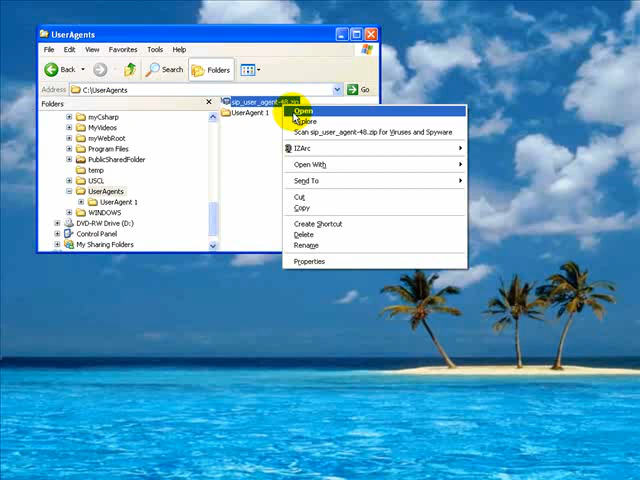 UserAgents
File Edit View Favorites Tools Help
Back Search Folders
Address C:\UserAgents Go
Folders
myCsharp
MyVideos
myWebRoot
Program Files
PublicSharedFolder
temp
USCL
UserAgents
UserAgent 1
WINDOWS
DVD-RW Drive (D:)
Control Panel
My Sharing Folders
sip_user_agent-48.zip
UserAgent 1
Open
Explore
Scan sip_user_agent-48.zip for Viruses and Spyware
IZArc
Open With
Send To
Cut
Copy
Create Shortcut
Delete
Rename
Properties